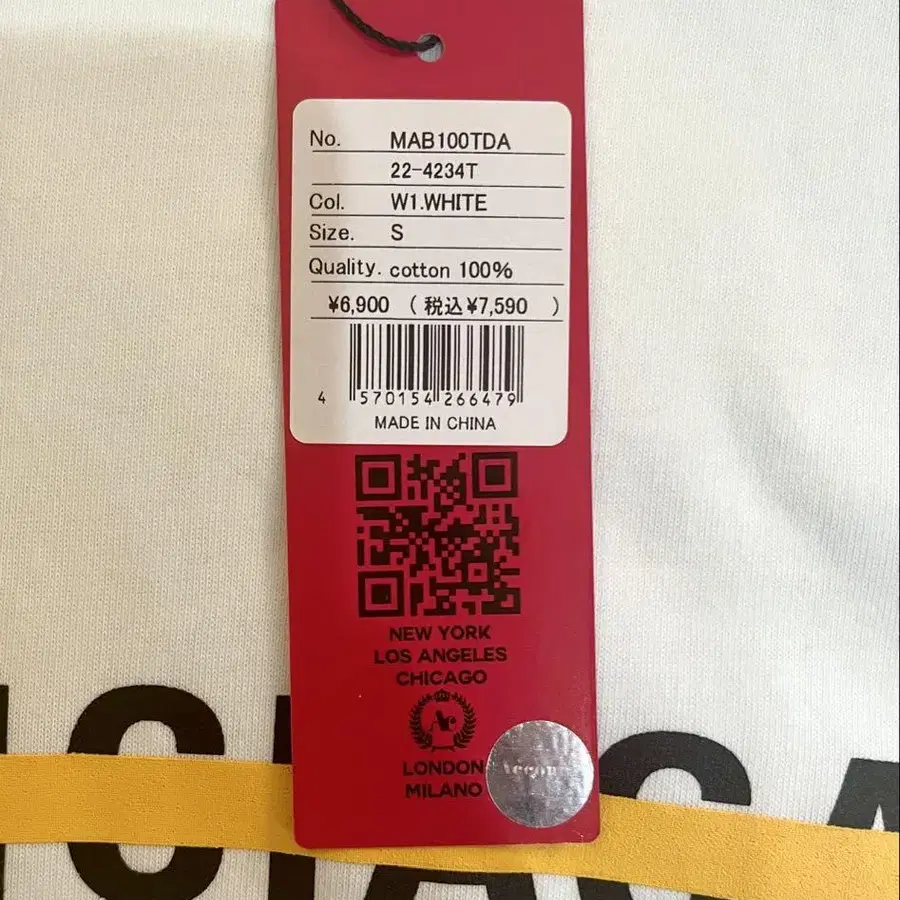 No. MAB100TDA
22-4234T
Col. W1.WHITE
Size. S
Quality. cotton 100%
¥6,900 ( 税込¥7,590 )
4 570154 266479
MADE IN CHINA
NEW YORK
LOS ANGELES
CHICAGO
LONDON
MILANO